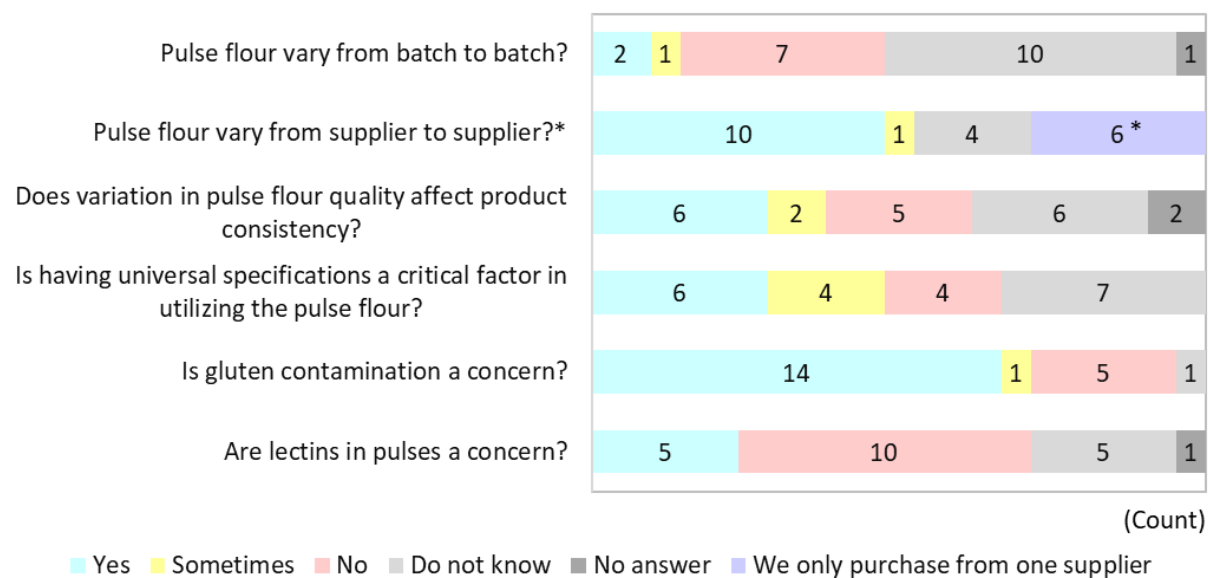 Pulse flour vary from batch to batch?
2 1 7 10 1
Pulse flour vary from supplier to supplier?*
10 1 4 6 *
Does variation in pulse flour quality affect product
consistency?
6 2 5 6 2
Is having universal specifications a critical factor in
utilizing the pulse flour?
6 4 4 7
Is gluten contamination a concern?
14 1 5 1
Are lectins in pulses a concern?
5 10 5 1
(Count)
Yes Sometimes No Do not know No answer We only purchase from one supplier